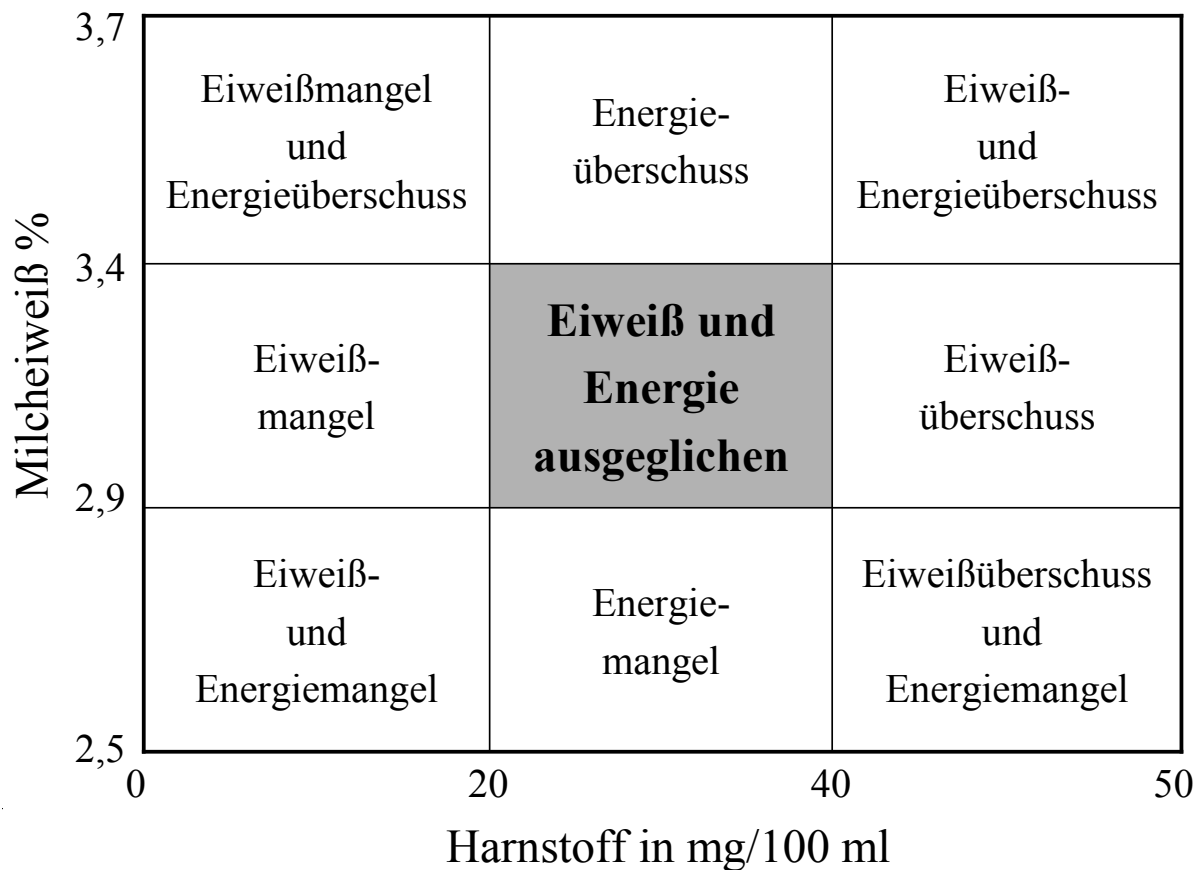 3,7
Eiweißmangel
und
Energieüberschuss
Energie-
überschuss
Eiweiß-
und
Energieüberschuss
Milcheiweiß %
3,4
Eiweiß-
mangel
Eiweiß und
Energie
ausgeglichen
Eiweiß-
überschuss
2,9
Eiweiß-
und
Energiemangel
Energie-
mangel
Eiweißüberschuss
und
Energiemangel
2,5
0 20 40 50
Harnstoff in mg/100 ml